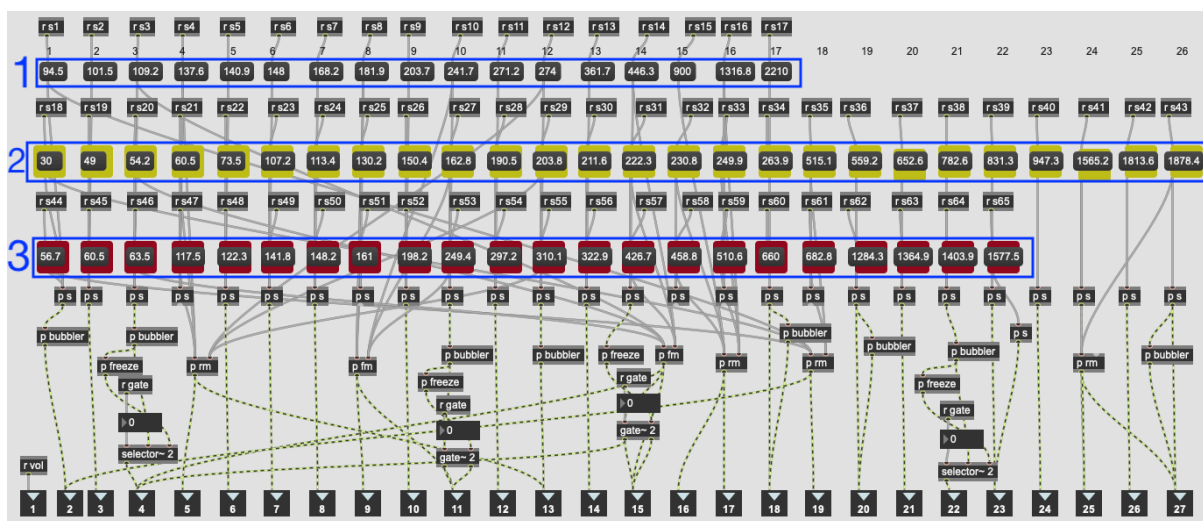 r s1 r s2 r s3 r s4 r s5 r s6 r s7 r s8 r s9 r s10 r s11 r s12 r s13 r s14 r s15 r s16 r s17
1 2 3 4 5 6 7 8 9 10 11 12 13 14 15 16 17 18 19 20 21 22 23 24 25 26
1 94.5 101.5 109.2 137.6 140.9 148 168.2 181.9 203.7 241.7 271.2 274 361.7 446.3 900 1316.8 2210
r s18 r s19 r s20 r s21 r s22 r s23 r s24 r s25 r s26 r s27 r s28 r s29 r s30 r s31 r s32 r s33 r s34 r s35 r s36 r s37 r s38 r s39 r s40 r s41 r s42 r s43
2 30 49 54.2 60.5 73.5 107.2 113.4 130.2 150.4 162.8 190.5 203.8 211.6 222.3 230.8 249.9 263.9 515.1 559.2 652.6 782.6 831.3 947.3 1565.2 1813.6 1878.4
r s44 r s45 r s46 r s47 r s48 r s49 r s50 r s51 r s52 r s53 r s54 r s55 r s56 r s57 r s58 r s59 r s60 r s61 r s62 r s63 r s64 r s65
3 56.7 60.5 63.5 117.5 122.3 141.8 148.2 161 198.2 249.4 297.2 310.1 322.9 426.7 458.8 510.6 660 682.8 1284.3 1364.9 1403.9 1577.5
p s p s p s p s p s p s p s p s p s p s p s p s p s p s p s p s p s p s p s p s p s p s p s p s p s p s
p bubbler p bubbler p bubbler p s
p bubbler
p bubbler p bubbler p freeze p fm p bubbler p bubbler
p freeze p rm p fm p rm p rm p rm
r gate p freeze r gate p freeze
0 r gate 0 r gate
0 gate~ 2 0
selector~ 2 gate~ 2
r vol selector~ 2
1 2 3 4 5 6 7 8 9 10 11 12 13 14 15 16 17 18 19 20 21 22 23 24 25 26 27